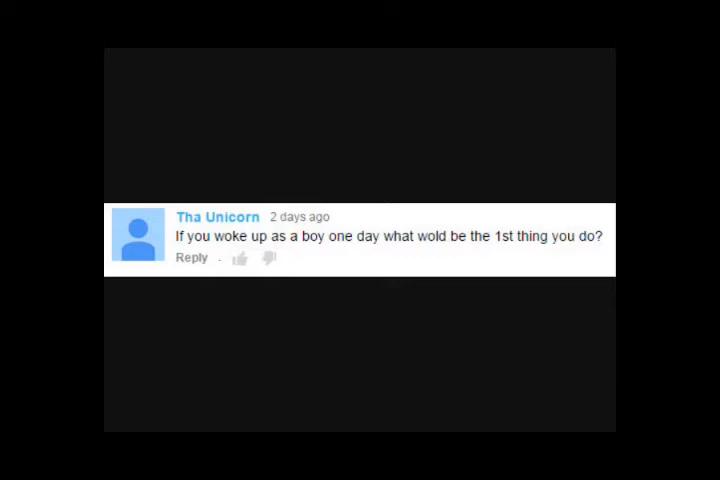 Tha Unicorn 2 days ago
If you woke up as a boy one day what wold be the 1st thing you do?
Reply .